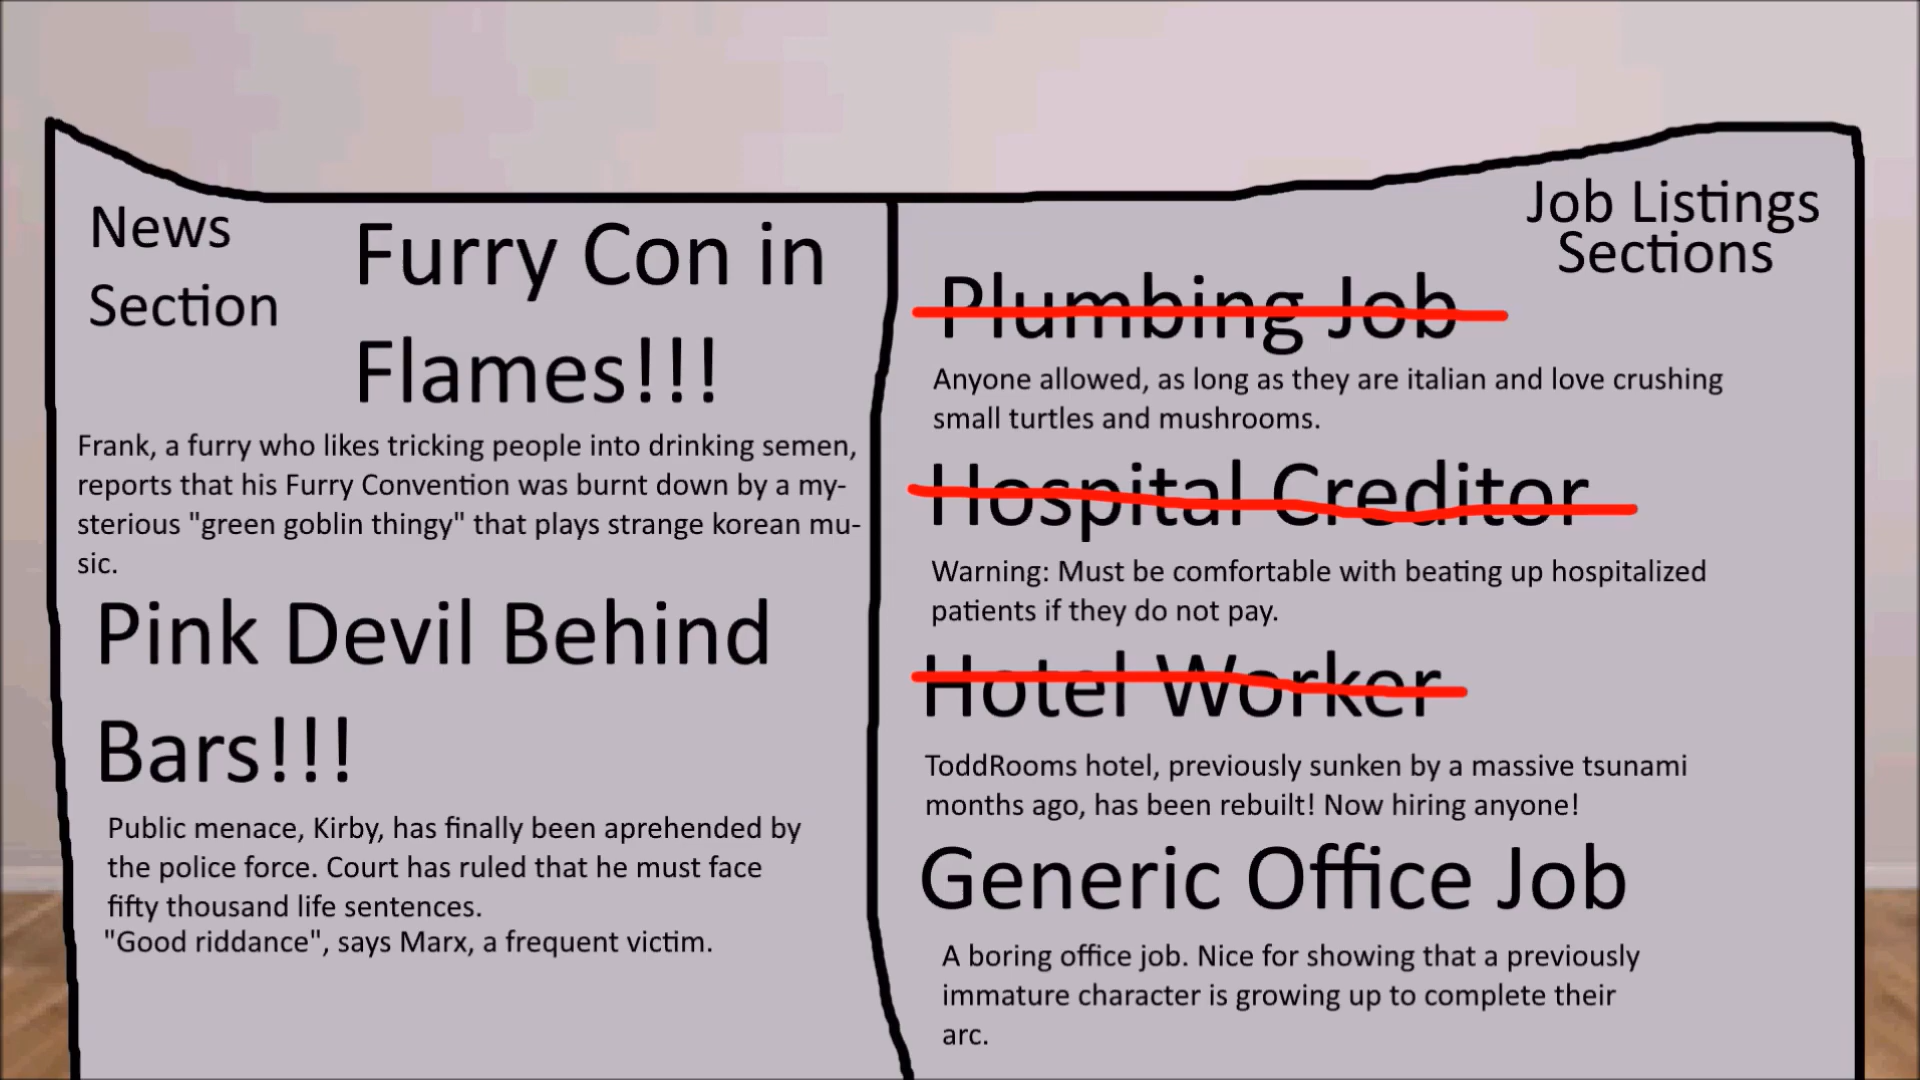 News
Section
Furry Con in
Flames!!!
Frank, a furry who likes tricking people into drinking semen,
reports that his Furry Convention was burnt down by a my-
sterious "green goblin thingy" that plays strange korean mu-
sic.
Pink Devil Behind
Bars!!!
Public menace, Kirby, has finally been aprehended by
the police force. Court has ruled that he must face
fifty thousand life sentences.
"Good riddance", says Marx, a frequent victim.
Job Listings
Sections
Plumbing Job
Anyone allowed, as long as they are italian and love crushing
small turtles and mushrooms.
Hospital Creditor
Warning: Must be comfortable with beating up hospitalized
patients if they do not pay.
Hotel Worker
ToddRooms hotel, previously sunken by a massive tsunami
months ago, has been rebuilt! Now hiring anyone!
Generic Office Job
A boring office job. Nice for showing that a previously
immature character is growing up to complete their
arc.